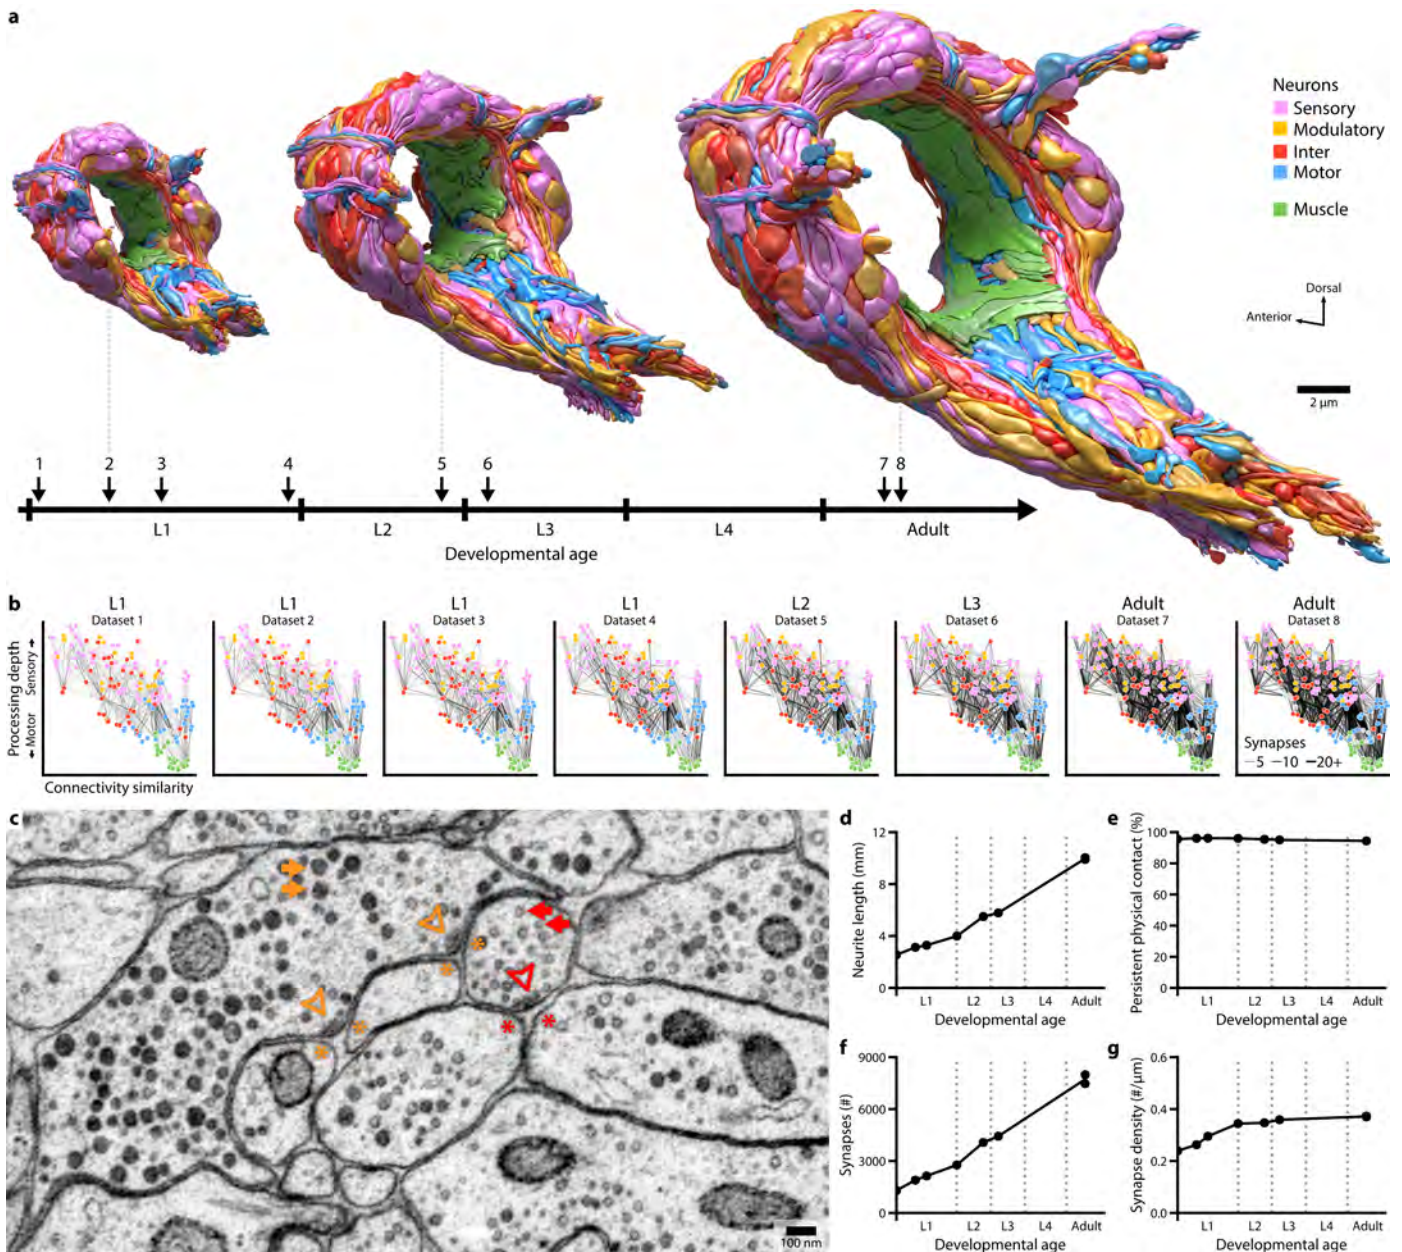 a
Neurons
Sensory
Modulatory
Inter
Motor
Muscle
Dorsal
Anterior
2 µm
1 2 3 4 5 6 7 8
L1 L2 L3 L4 Adult
Developmental age
b
L1 L1 L1 L1 L2 L3 Adult Adult
Dataset 1 Dataset 2 Dataset 3 Dataset 4 Dataset 5 Dataset 6 Dataset 7 Dataset 8
Processing depth
Sensory
Motor
Synapses
5 10 20+
Connectivity similarity
c
100 nm
d
Neurite length (mm)
12
8
4
0
L1 L2 L3 L4 Adult
Developmental age
e
Persistent physical contact (%)
100
80
60
40
20
0
L1 L2 L3 L4 Adult
Developmental age
f
Synapses (#)
9000
6000
3000
0
L1 L2 L3 L4 Adult
Developmental age
g
Synapse density (#/µm)
0.6
0.4
0.2
0.0
L1 L2 L3 L4 Adult
Developmental age